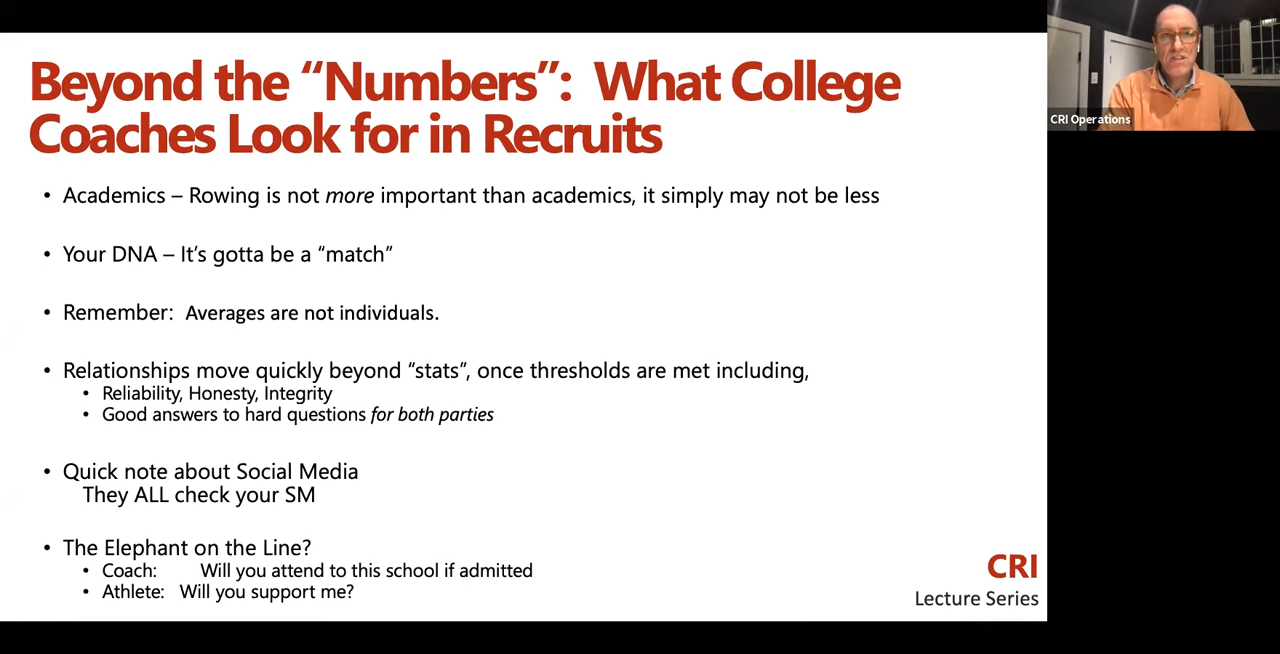 Beyond the “Numbers”:  What College
Coaches Look for in Recruits
• Academics – Rowing is not more important than academics, it simply may not be less
• Your DNA – It’s gotta be a “match”
• Remember:  Averages are not individuals.
• Relationships move quickly beyond “stats”, once thresholds are met including,
• Reliability, Honesty, Integrity
• Good answers to hard questions for both parties
• Quick note about Social Media
They ALL check your SM
• The Elephant on the Line?
• Coach: Will you attend to this school if admitted
• Athlete: Will you support me?
CRI
Lecture Series
CRI Operations